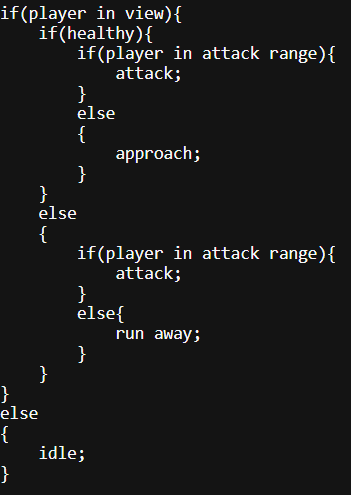 if(player in view){
    if(healthy){
        if(player in attack range){
            attack;
        }
        else
        {
            approach;
        }
    }
    else
    {
        if(player in attack range){
            attack;
        }
        else{
            run away;
        }
    }
}
else
{
    idle;
}